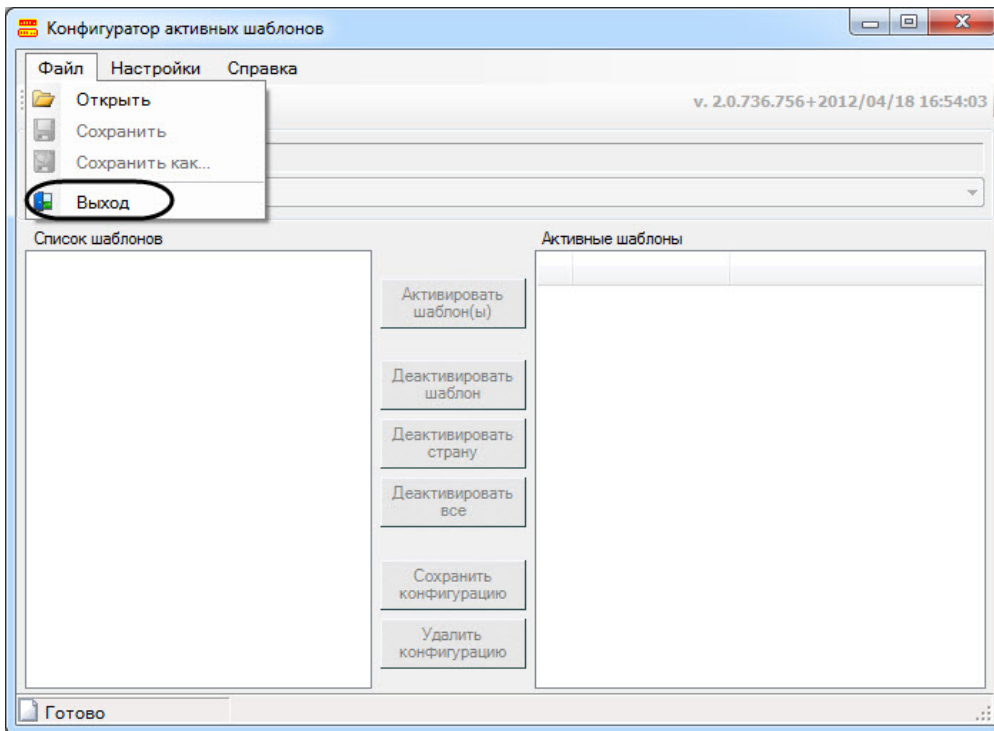 Конфигуратор активных шаблонов
Файл Настройки Справка
Открыть
v. 2.0.736.756+2012/04/18 16:54:03
Сохранить
Сохранить как...
Выход
Список шаблонов
Активные шаблоны
Активировать
шаблон(ы)
Деактивировать
шаблон
Деактивировать
страну
Деактивировать
все
Сохранить
конфигурацию
Удалить
конфигурацию
Готово